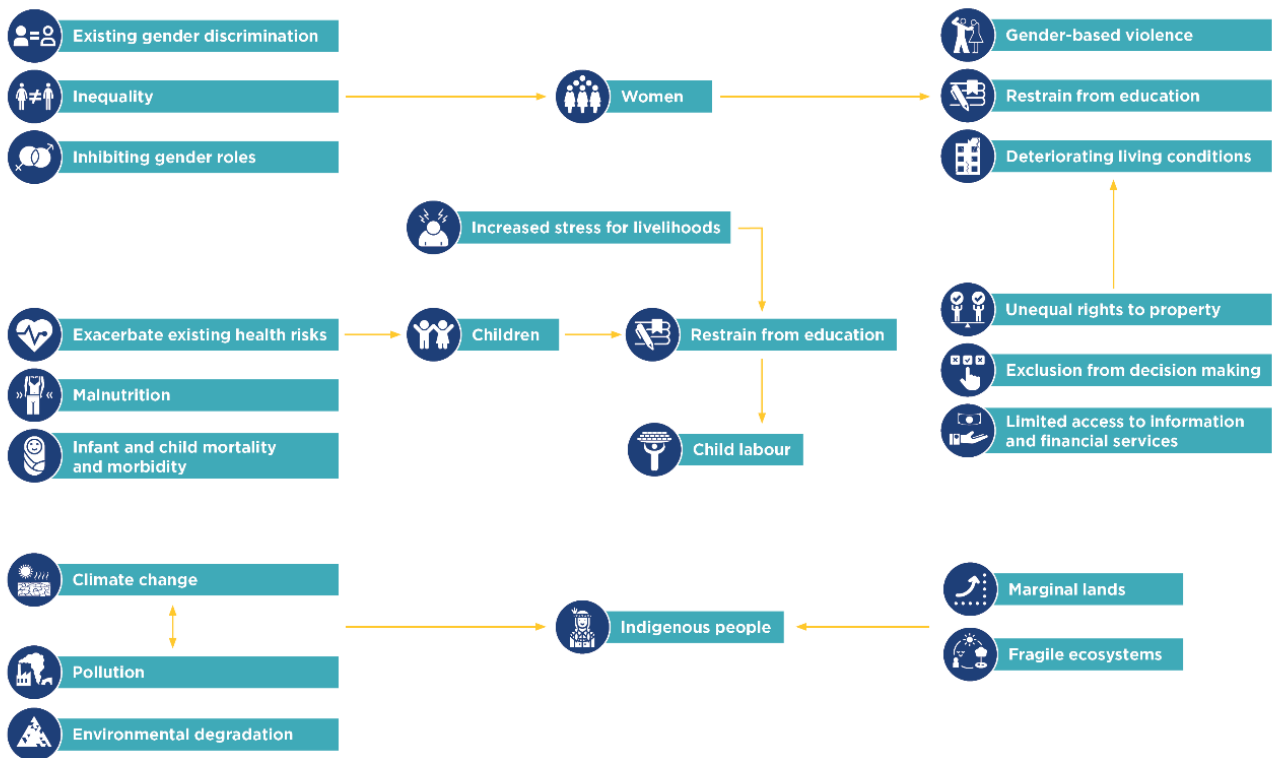 Existing gender discrimination
Inequality
Inhibiting gender roles
Women
Gender-based violence
Restrain from education
Deteriorating living conditions
Increased stress for livelihoods
Exacerbate existing health risks
Malnutrition
Infant and child mortality
and morbidity
Children
Restrain from education
Child labour
Unequal rights to property
Exclusion from decision making
Limited access to information
and financial services
Climate change
Pollution
Environmental degradation
Indigenous people
Marginal lands
Fragile ecosystems